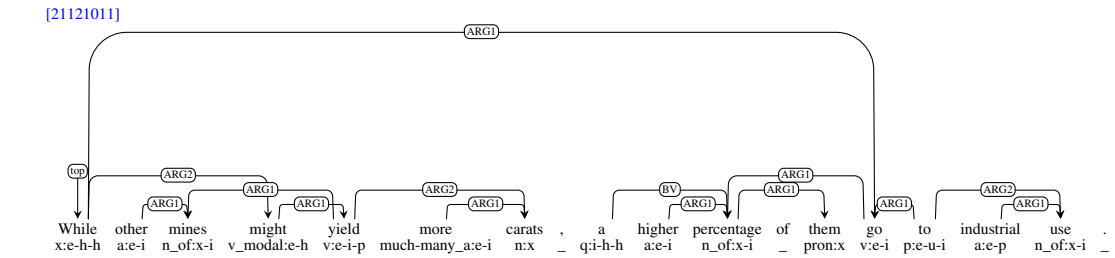 [21121011]
ARG1
top
ARG2 ARG1 ARG1
ARG1 ARG1 ARG2 ARG1 BV ARG1 ARG1 ARG1 ARG2 ARG1
While other mines might yield more carats , a higher percentage of them go to industrial use .
x:e-h-h a:e-i n_of:x-i v_modal:e-h v:e-i-p much-many_a:e-i n:x _ q:i-h-h a:e-i n_of:x-i _ pron:x v:e-i p:e-u-i a:e-p n_of:x-i _